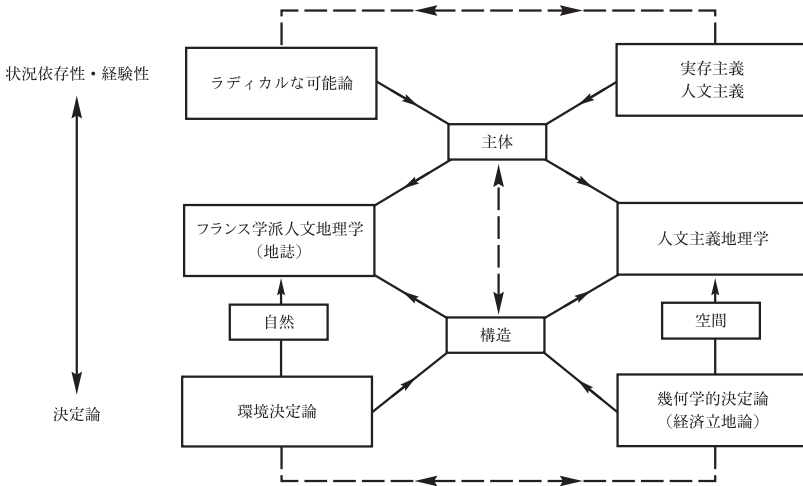 状況依存性・経験性
ラディカルな可能論
実存主義
人文主義
主体
フランス学派人文地理学
（地誌）
人文主義地理学
自然
空間
構造
環境決定論
幾何学的決定論
（経済立地論）
決定論